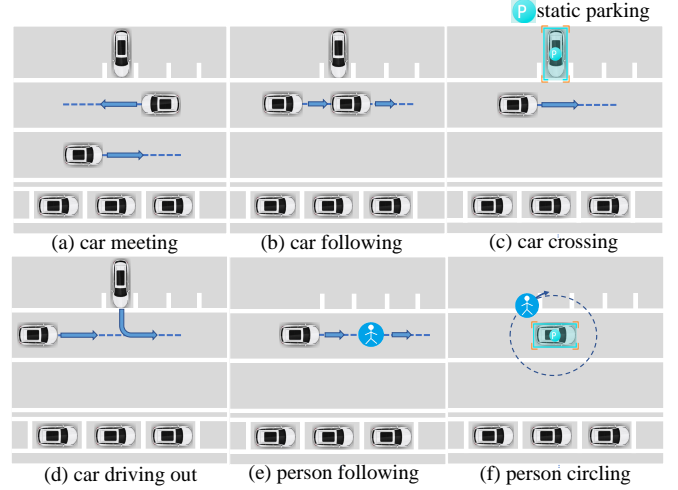 P static parking
P
(a) car meeting
(b) car following
(c) car crossing
P
(d) car driving out
(e) person following
(f) person circling